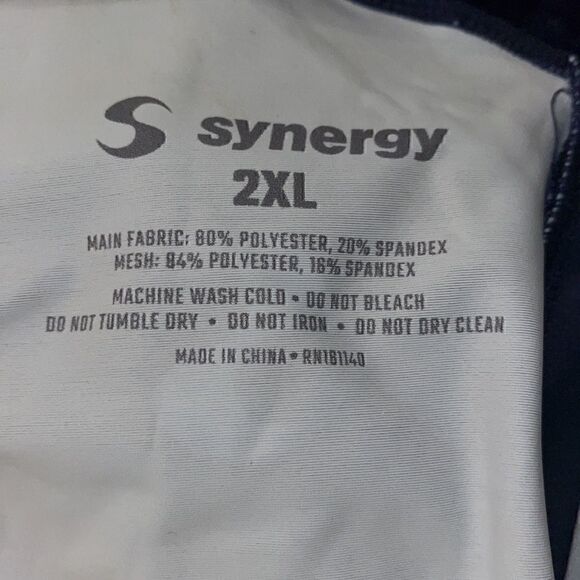 synergy
2XL
MAIN FABRIC: 80% POLYESTER, 20% SPANDEX
MESH: 84% POLYESTER, 16% SPANDEX
MACHINE WASH COLD • DO NOT BLEACH
DO NOT TUMBLE DRY • DO NOT IRON • DO NOT DRY CLEAN
MADE IN CHINA • RN181140